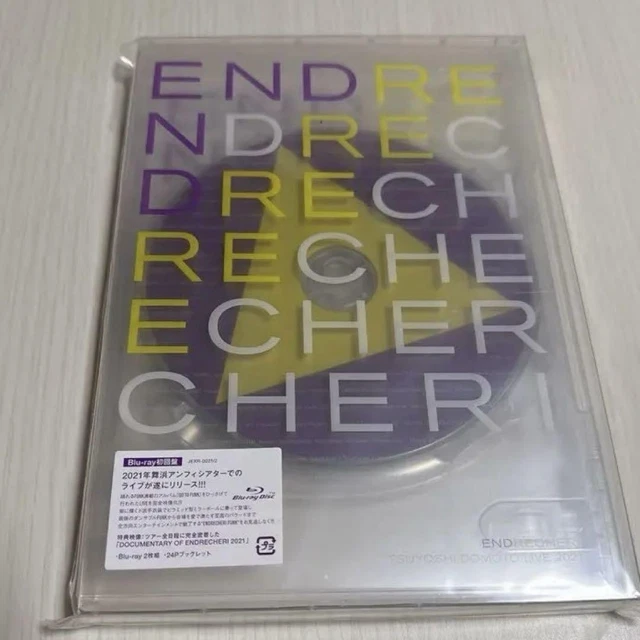 ENDRE
NDREC
DRECH
RECHE
ECHER
CHERI
Blu-ray初回盤
2021年舞浜アンフィシアターでの
ライブが遂にリリース!!!
Blu-ray Disc
特典映像:ツアー全日程に完全密着した
「DOCUMENTARY OF ENDRECHERI 2021」
・Blu-ray 2枚組 ・24Pブックレット
ENDRECHERI
TSUYOSHI DOMOTO LIVE 2021